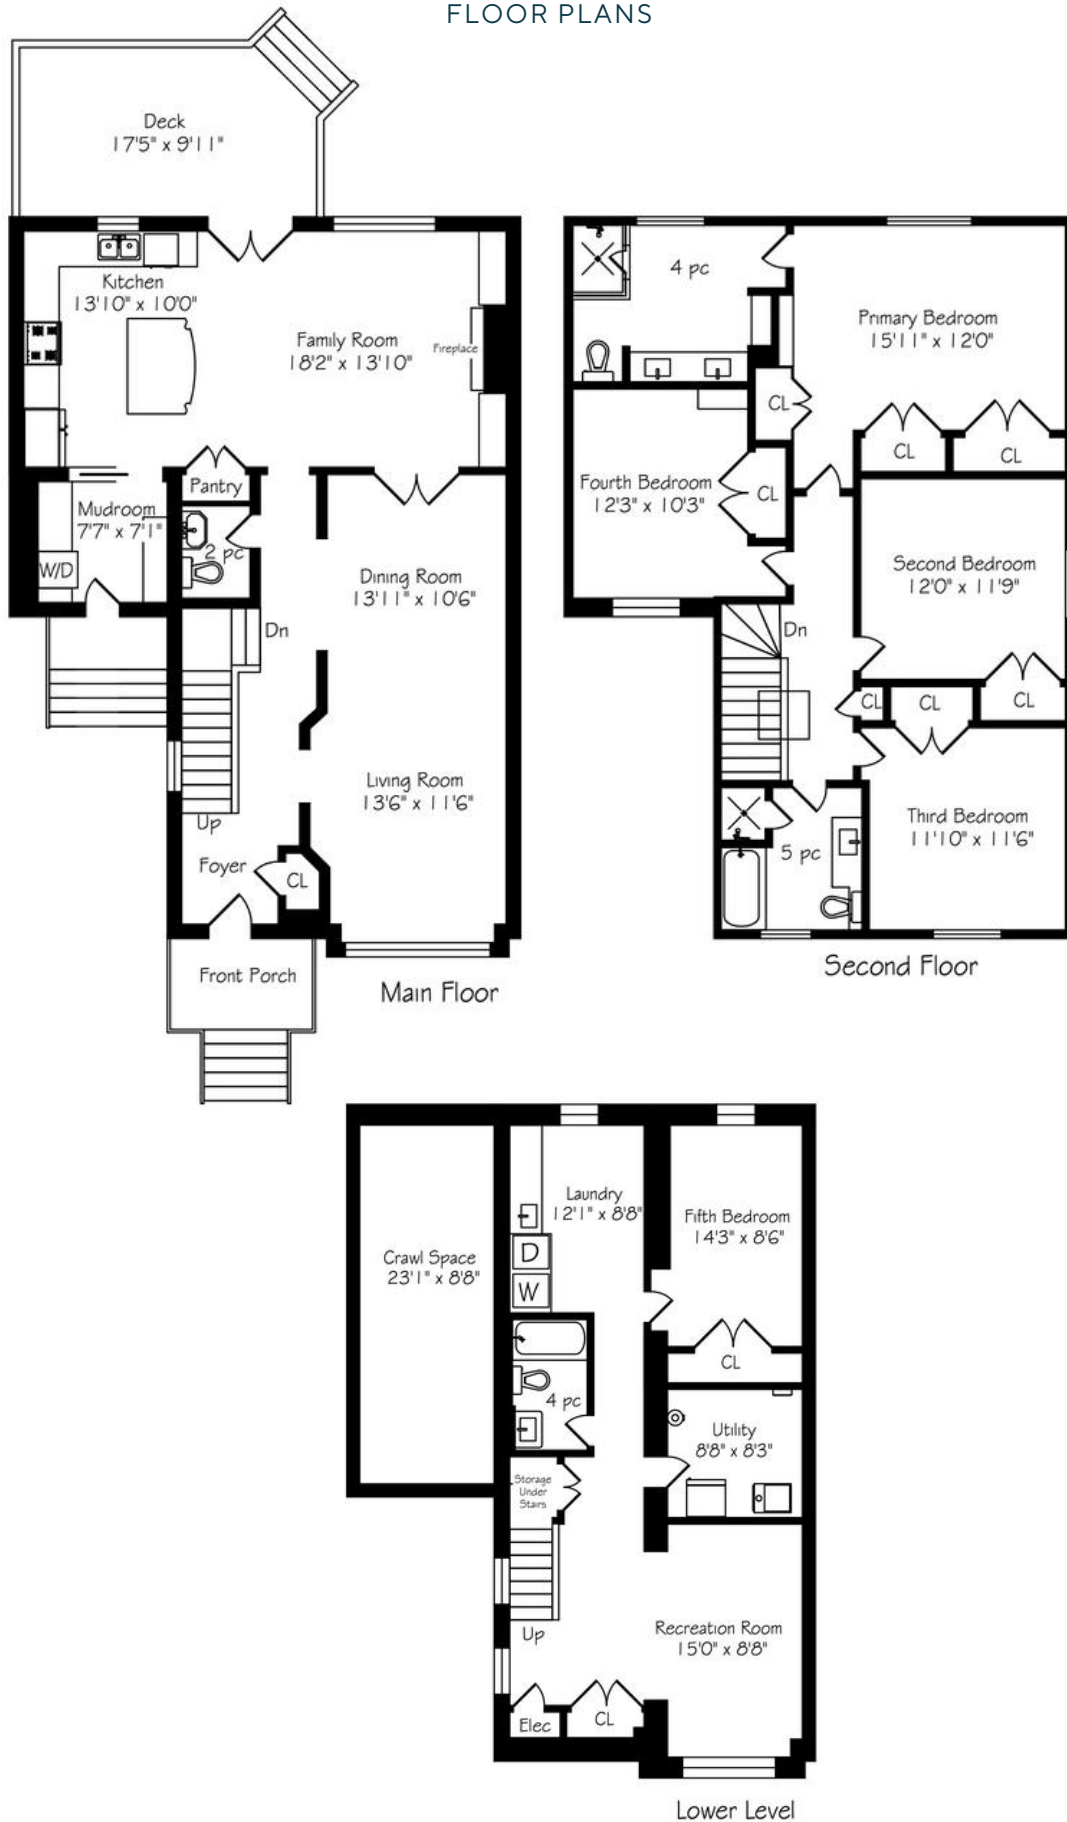 FLOOR PLANS
Deck
17'5" x 9'11"
Kitchen
13'10" x 10'0"
Family Room
18'2" x 13'10"
Fireplace
Pantry
Mudroom
7'7" x 7'1"
2 pc
W/D
Dining Room
13'11" x 10'6"
Dn
Living Room
13'6" x 11'6"
Up
Foyer
CL
Front Porch
Main Floor
4 pc
Primary Bedroom
15'11" x 12'0"
CL
CL
CL
Fourth Bedroom
12'3" x 10'3"
CL
Second Bedroom
12'0" x 11'9"
Dn
CL
CL
CL
Third Bedroom
11'10" x 11'6"
5 pc
Second Floor
Laundry
12'1" x 8'8"
Fifth Bedroom
14'3" x 8'6"
D
W
Crawl Space
23'1" x 8'8"
CL
4 pc
Utility
8'8" x 8'3"
Storage
Under
Stairs
Up
Recreation Room
15'0" x 8'8"
Elec
CL
Lower Level